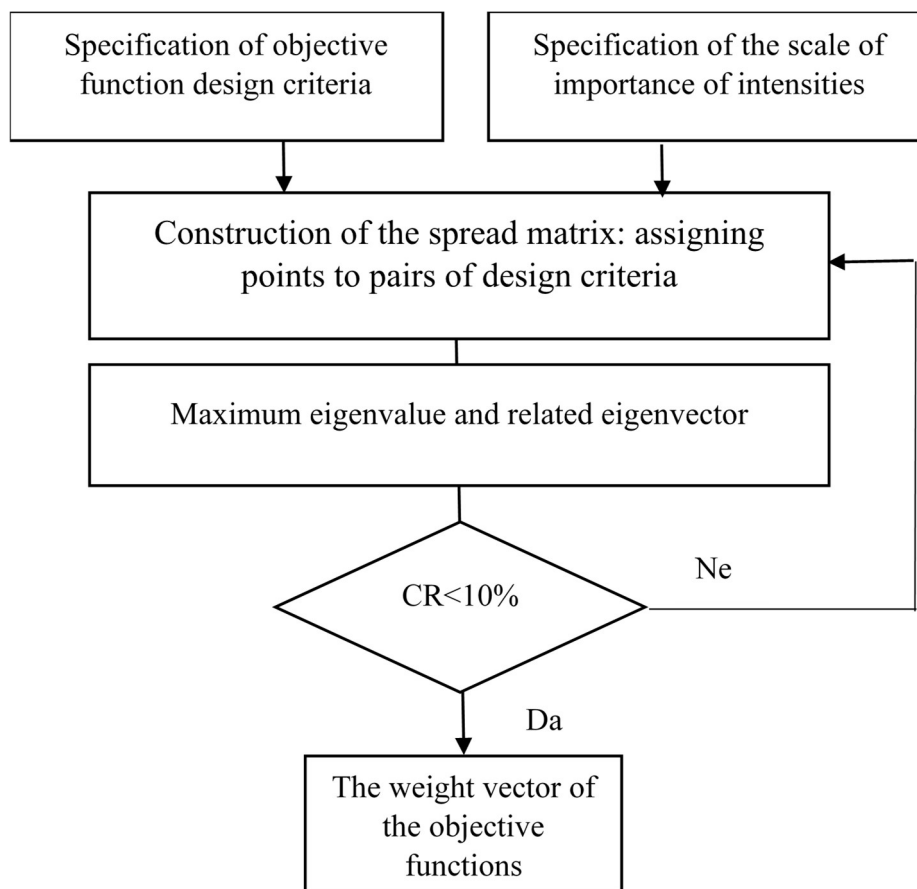 Specification of objective
function design criteria
Specification of the scale of
importance of intensities
Construction of the spread matrix: assigning
points to pairs of design criteria
Maximum eigenvalue and related eigenvector
CR<10%
Ne
Da
The weight vector of
the objective
functions